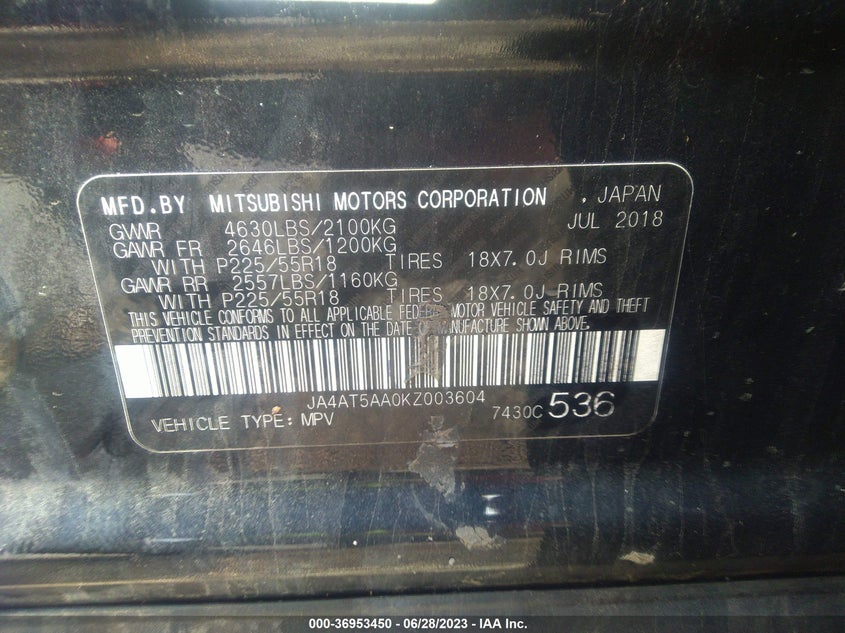 MFD.BY MITSUBISHI MOTORS CORPORATION , JAPAN
GVWR 4630LBS/2100KG JUL 2018
GAWR FR 2646LBS/1200KG
WITH P225/55R18 TIRES 18X7.0J RIMS
GAWR RR 2557LBS/1160KG
WITH P225/55R18 TIRES 18X7.0J RIMS
THIS VEHICLE CONFORMS TO ALL APPLICABLE FEDERAL MOTOR VEHICLE SAFETY AND THEFT
PREVENTION STANDARDS IN EFFECT ON THE DATE OF MANUFACTURE SHOWN ABOVE.
JA4AT5AA0KZ003604
VEHICLE TYPE: MPV 7430C 536
000-36953450 - 06/28/2023 - IAA Inc.